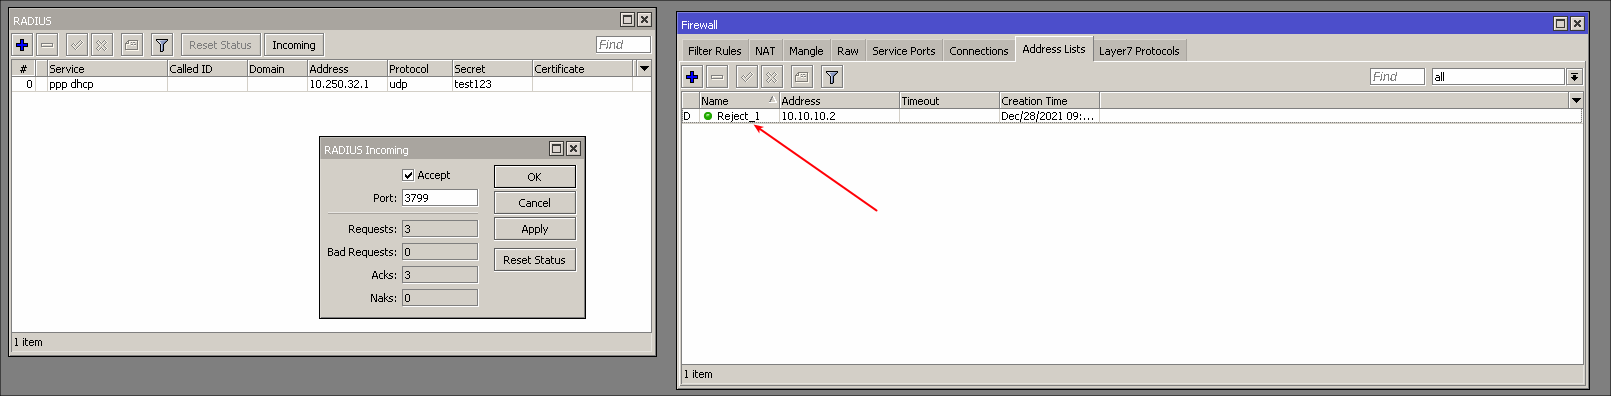 RADIUS
Reset Status Incoming Find
# Service Called ID Domain Address Protocol Secret Certificate
0 ppp dhcp 10.250.32.1 udp test123
RADIUS Incoming
Accept
OK
Port: 3799
Cancel
Requests: 3
Apply
Bad Requests: 0
Reset Status
Acks: 3
Naks: 0
1 item
Firewall
Filter Rules NAT Mangle Raw Service Ports Connections Address Lists Layer7 Protocols
Find all
Name Address Timeout Creation Time
D Reject_1 10.10.10.2 Dec/28/2021 09:...
1 item